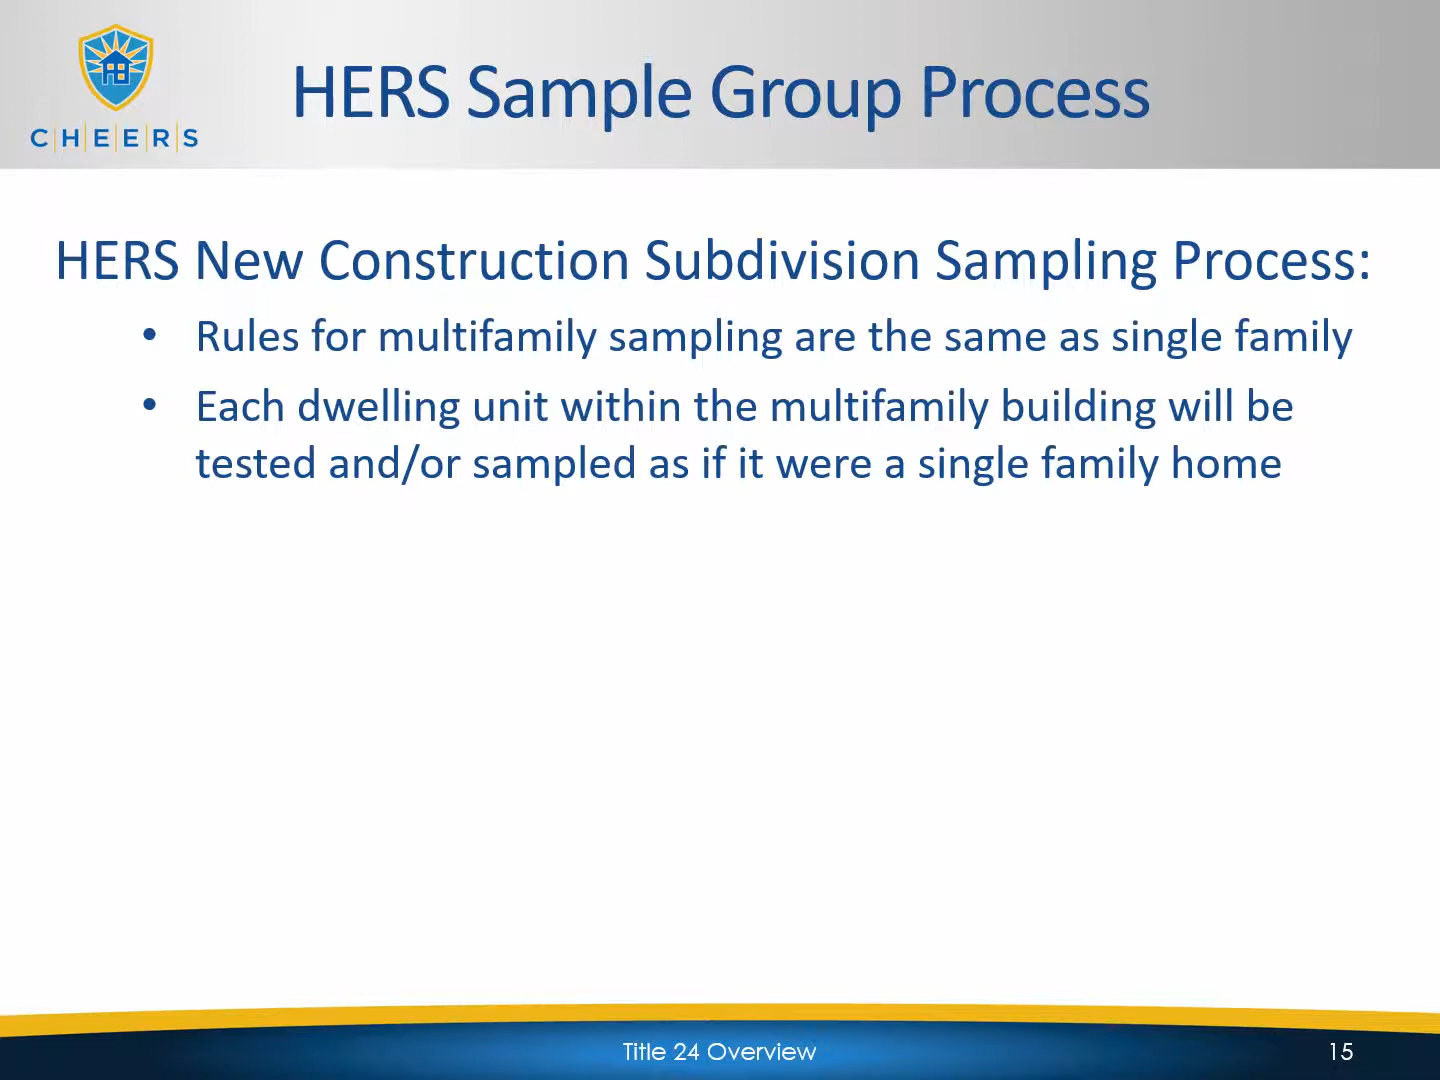 C|H|E|E|R|S
HERS Sample Group Process
HERS New Construction Subdivision Sampling Process:
• Rules for multifamily sampling are the same as single family
• Each dwelling unit within the multifamily building will be
tested and/or sampled as if it were a single family home
Title 24 Overview
15